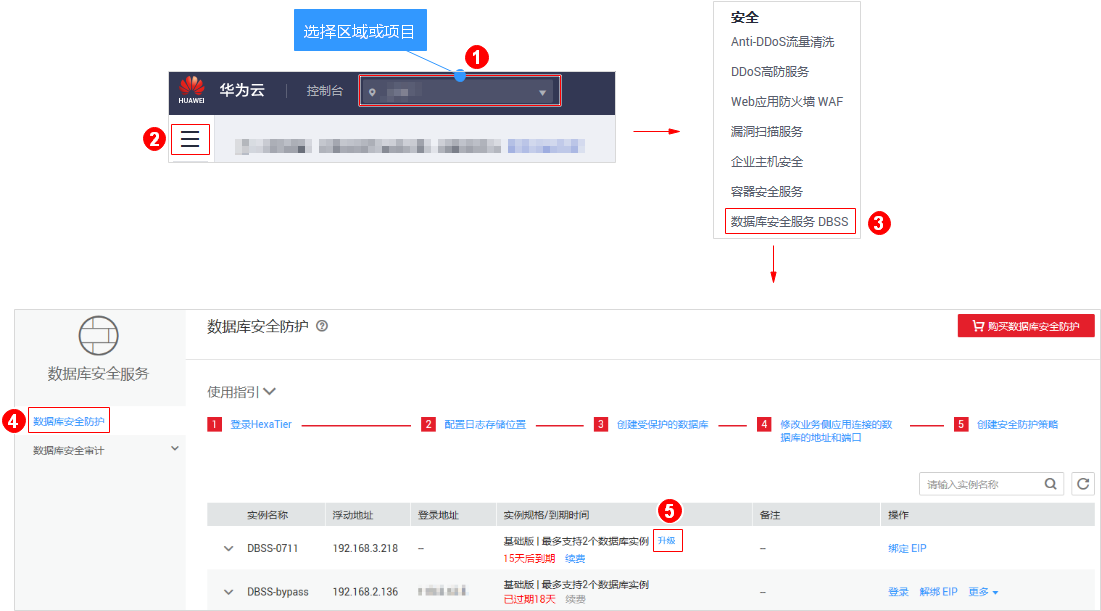 选择区域或项目
1
HUAWEI
华为云
控制台
2
安全
Anti-DDoS流量清洗
DDoS高防服务
Web应用防火墙 WAF
漏洞扫描服务
企业主机安全
容器安全服务
数据库安全服务 DBSS
3
数据库安全服务
4
数据库安全防护
数据库安全审计
数据库安全防护 ?
购买数据库安全防护
使用指引
1 登录HexaTier
2 配置日志存储位置
3 创建受保护的数据库
4 修改业务侧应用连接的数
据库的地址和端口
5 创建安全防护策略
请输入实例名称
5
实例名称 浮动地址 登录地址 实例规格/到期时间 备注 操作
DBSS-0711 192.168.3.218 – 基础版 | 最多支持2个数据库实例 升级 – 绑定 EIP
15天后到期 续费
DBSS-bypass 192.168.2.136 基础版 | 最多支持2个数据库实例 – 登录 解绑 EIP 更多
已过期18天 续费